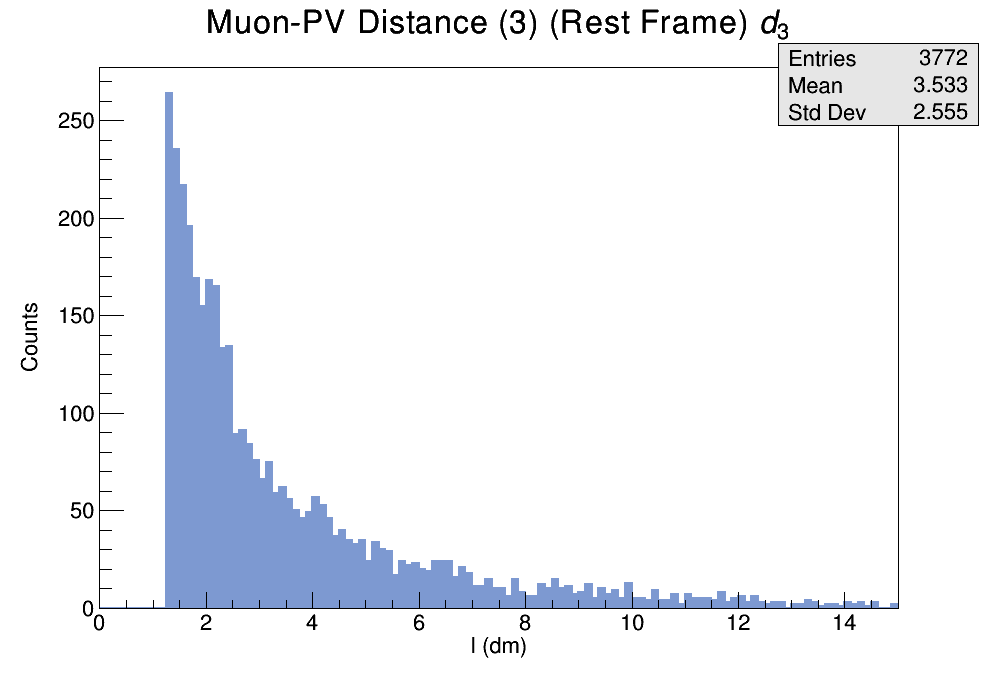 Muon-PV Distance (3) (Rest Frame) d₃
Entries 3772
Mean 3.533
Std Dev 2.555
Counts
250
200
150
100
50
0
0 2 4 6 8 10 12 14
l (dm)